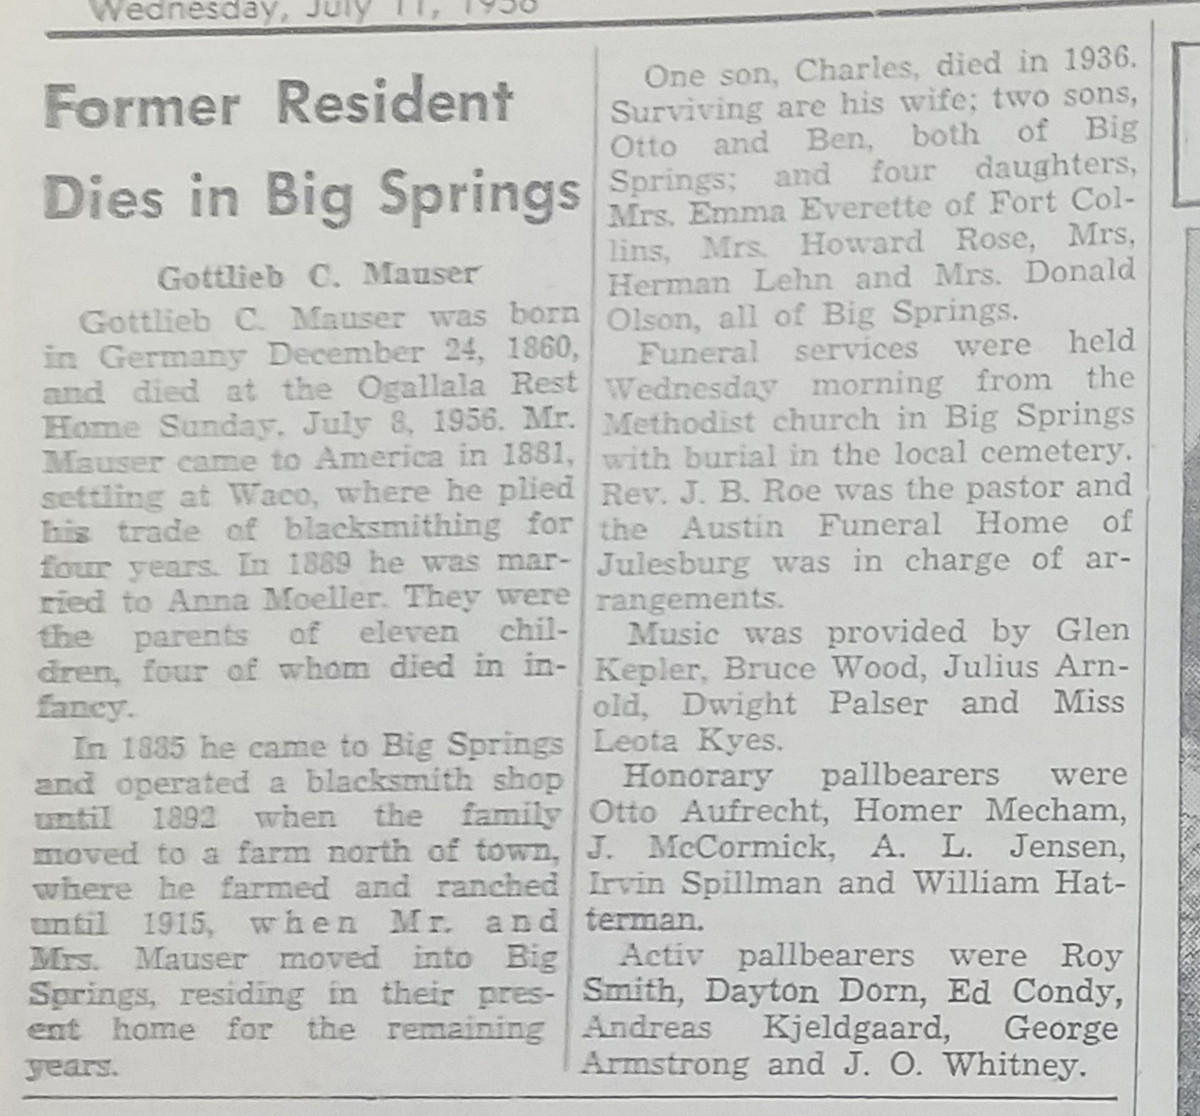 Wednesday, July 11, 1956
Former Resident
Dies in Big Springs
Gottlieb C. Mauser
Gottlieb C. Mauser was born
in Germany December 24, 1860,
and died at the Ogallala Rest
Home Sunday, July 8, 1956. Mr.
Mauser came to America in 1881,
settling at Waco, where he plied
his trade of blacksmithing for
four years. In 1889 he was mar-
ried to Anna Moeller. They were
the parents of eleven chil-
dren, four of whom died in in-
fancy.
In 1885 he came to Big Springs
and operated a blacksmith shop
until 1892 when the family
moved to a farm north of town,
where he farmed and ranched
until 1915, when Mr. and
Mrs. Mauser moved into Big
Springs, residing in their pres-
ent home for the remaining
years.
One son, Charles, died in 1936.
Surviving are his wife; two sons,
Otto and Ben, both of Big
Springs; and four daughters,
Mrs. Emma Everette of Fort Col-
lins, Mrs. Howard Rose, Mrs,
Herman Lehn and Mrs. Donald
Olson, all of Big Springs.
Funeral services were held
Wednesday morning from the
Methodist church in Big Springs
with burial in the local cemetery.
Rev. J. B. Roe was the pastor and
the Austin Funeral Home of
Julesburg was in charge of ar-
rangements.
Music was provided by Glen
Kepler, Bruce Wood, Julius Arn-
old, Dwight Palser and Miss
Leota Kyes.
Honorary pallbearers were
Otto Aufrecht, Homer Mecham,
J. McCormick, A. L. Jensen,
Irvin Spillman and William Hat-
terman.
Activ pallbearers were Roy
Smith, Dayton Dorn, Ed Condy,
Andreas Kjeldgaard, George
Armstrong and J. O. Whitney.